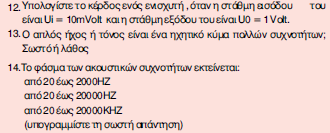 12. Υπολογίστε το κέρδος ενός ενισχυτή , όταν η στάθμη εισόδου του
είναι Ui = 10mVolt και η στάθμη εξόδου του είναι U0 = 1 Volt.
13. Ο απλός ήχος ή τόνος είναι ένα ηχητικό κύμα πολλών συχνοτήτων;
Σωστό ή λάθος
14. Το φάσμα των ακουστικών συχνοτήτων εκτείνεται:
από 20 έως 2000HZ
από 20 έως 20000HZ
από 20 έως 20000KHZ
(υπογραμμίστε τη σωστή απάντηση)